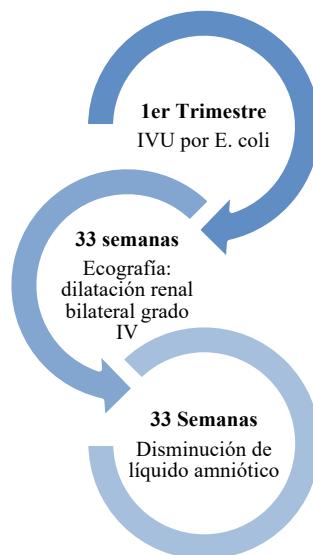 1er Trimestre
IVU por E. coli
33 semanas
Ecografía:
dilatación renal
bilateral grado
IV
33 Semanas
Disminución de
líquido amniótico